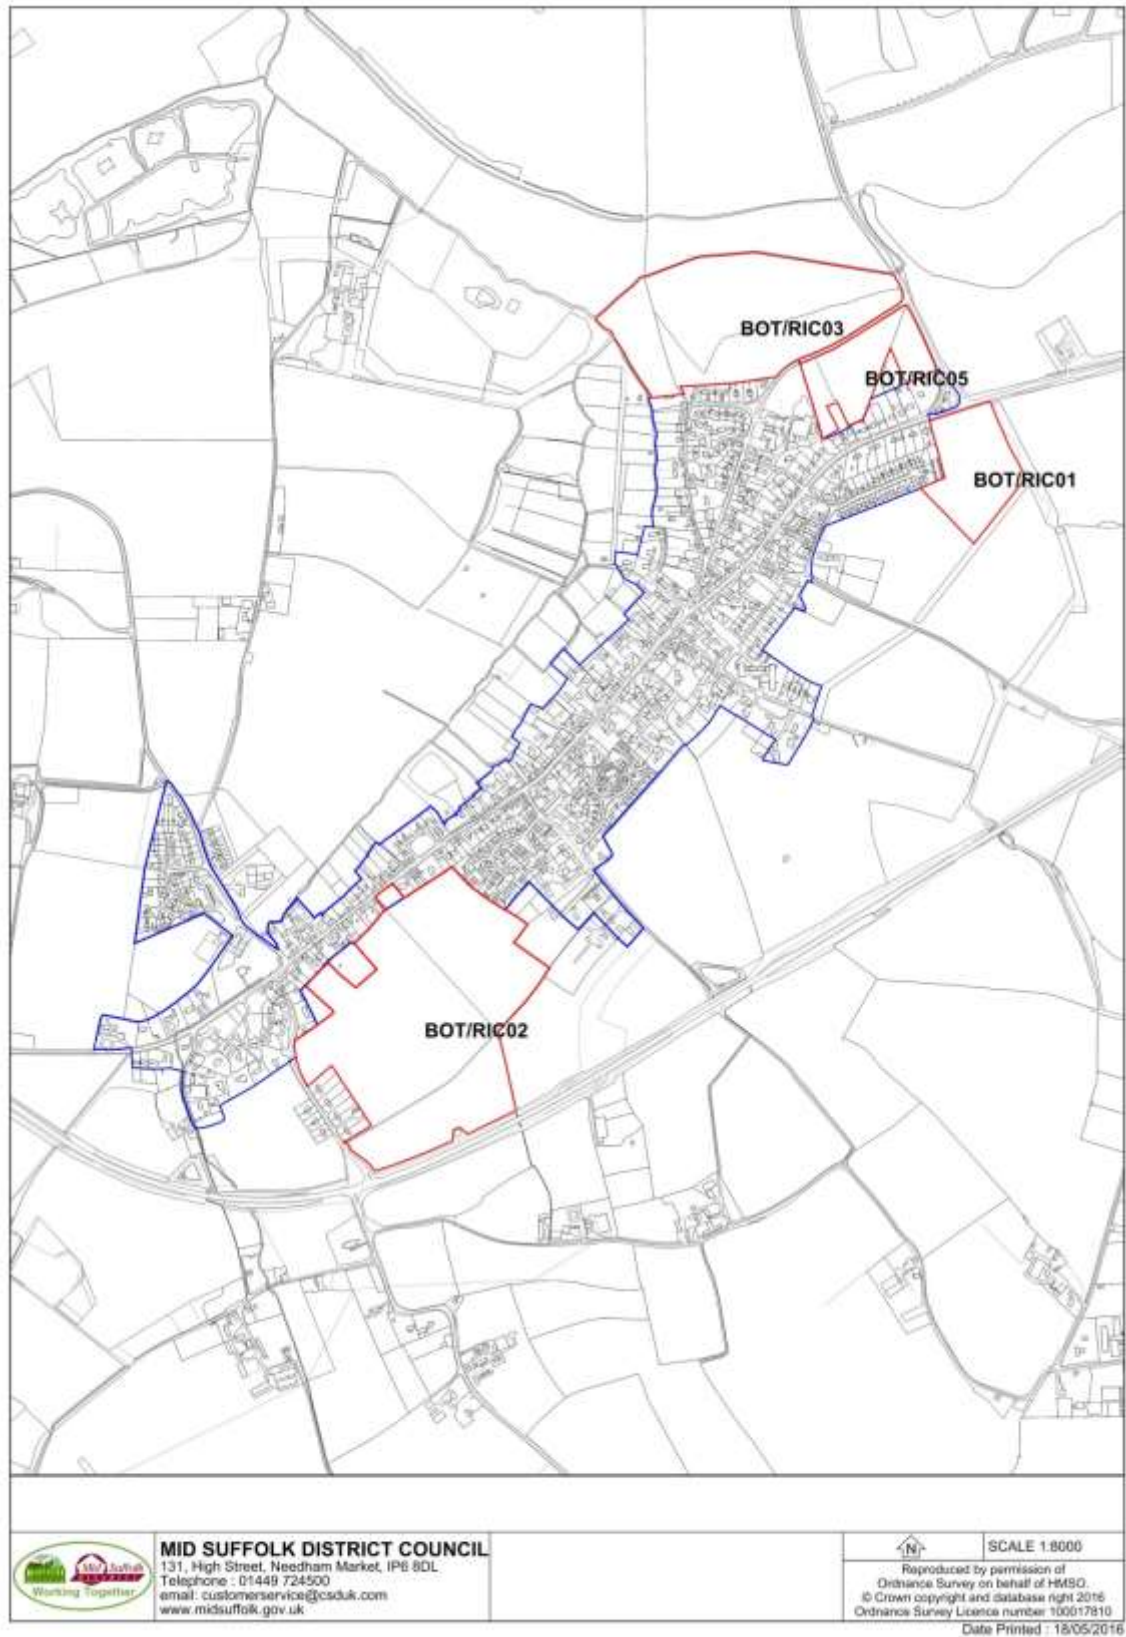 BOT/RIC03
BOT/RIC05
BOT/RIC01
BOT/RIC02
Mid Suffolk
Working Together
MID SUFFOLK DISTRICT COUNCIL
131, High Street, Needham Market, IP6 8DL
Telephone : 01449 724500
email: customerservice@csduk.com
www.midsuffolk.gov.uk
N
SCALE 1:8000
Reproduced by permission of
Ordnance Survey on behalf of HMSO.
© Crown copyright and database right 2016
Ordnance Survey Licence number 100017810
Date Printed : 18/05/2016